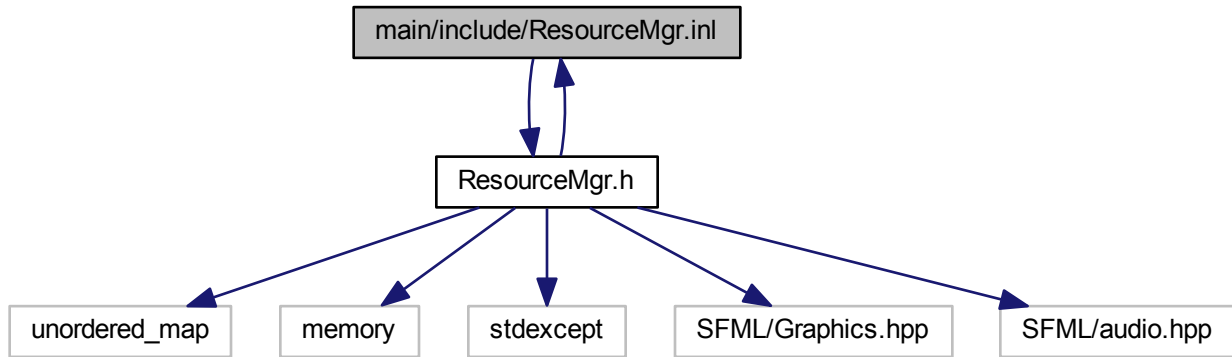 main/include/ResourceMgr.inl
ResourceMgr.h
unordered_map
memory
stdexcept
SFML/Graphics.hpp
SFML/audio.hpp